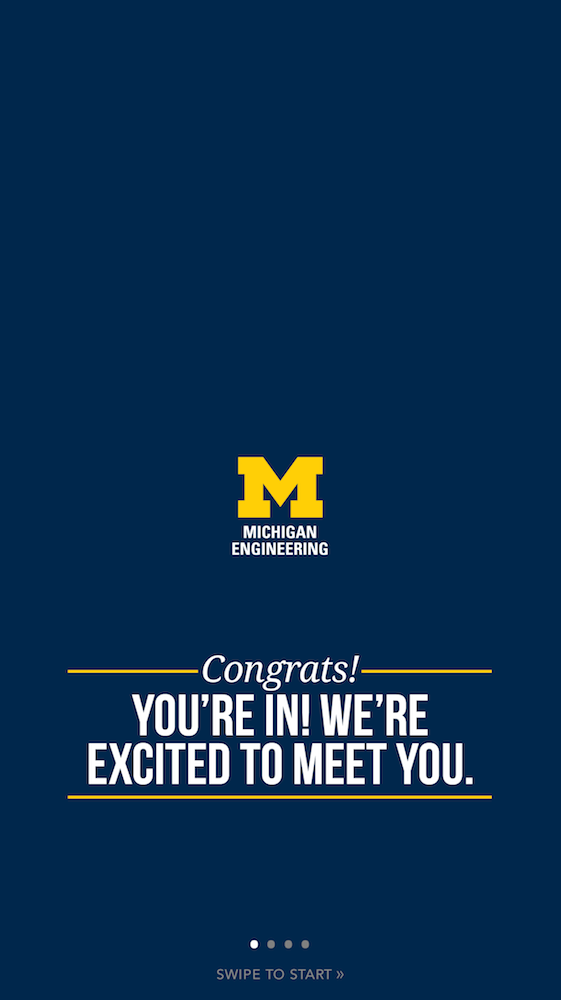 M
MICHIGAN
ENGINEERING
Congrats!
YOU’RE IN! WE’RE
EXCITED TO MEET YOU.
SWIPE TO START »